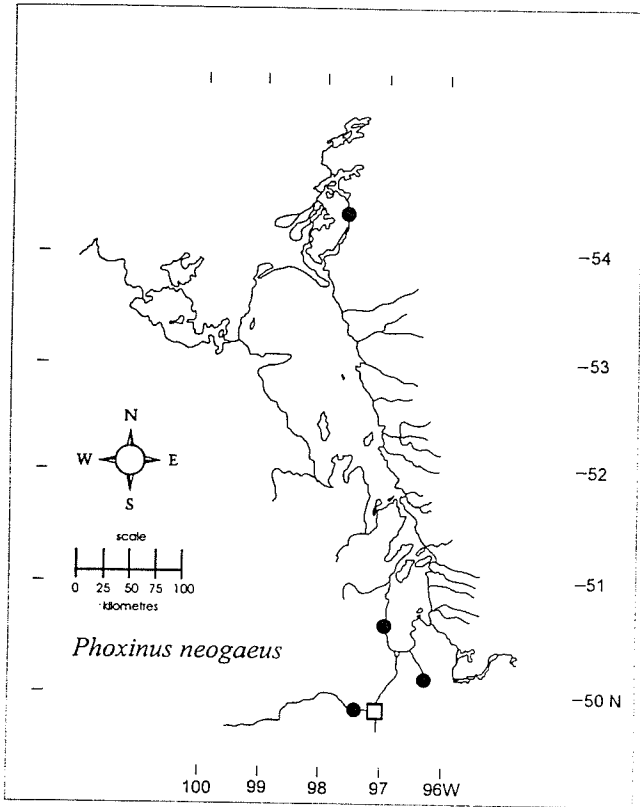 –54
–53
N
W E
S
–52
scale
0 25 50 75 100
kilometres
–51
Phoxinus neogaeus
–50 N
100 99 98 97 96W